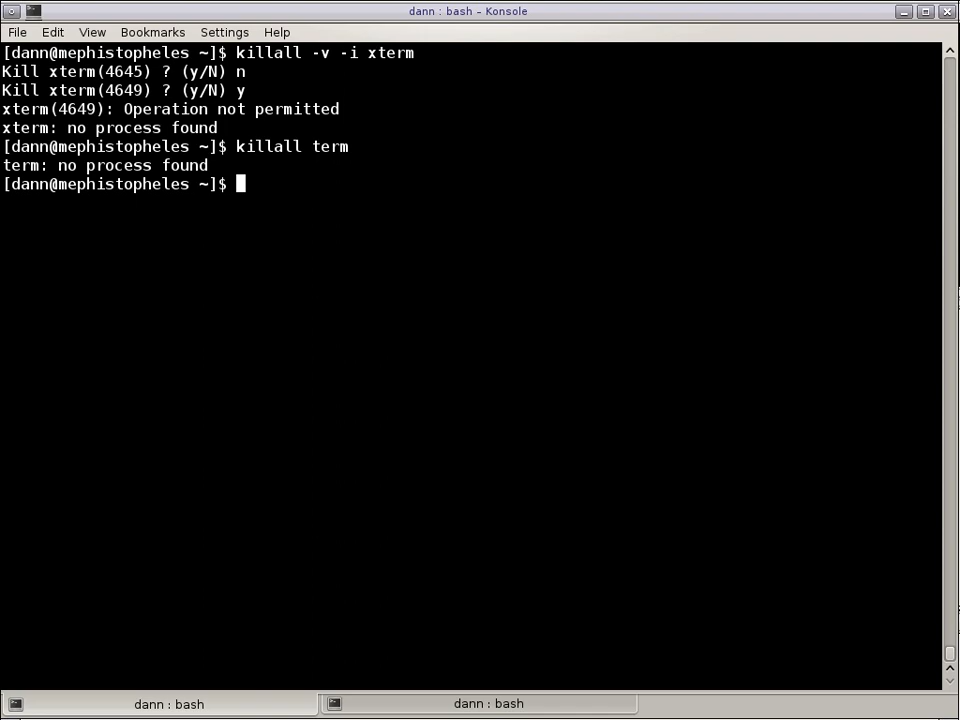 dann : bash – Konsole
File Edit View Bookmarks Settings Help
[dann@mephistopheles ~]$ killall -v -i xterm
Kill xterm(4645) ? (y/N) n
Kill xterm(4649) ? (y/N) y
xterm(4649): Operation not permitted
xterm: no process found
[dann@mephistopheles ~]$ killall term
term: no process found
[dann@mephistopheles ~]$
dann : bash dann : bash